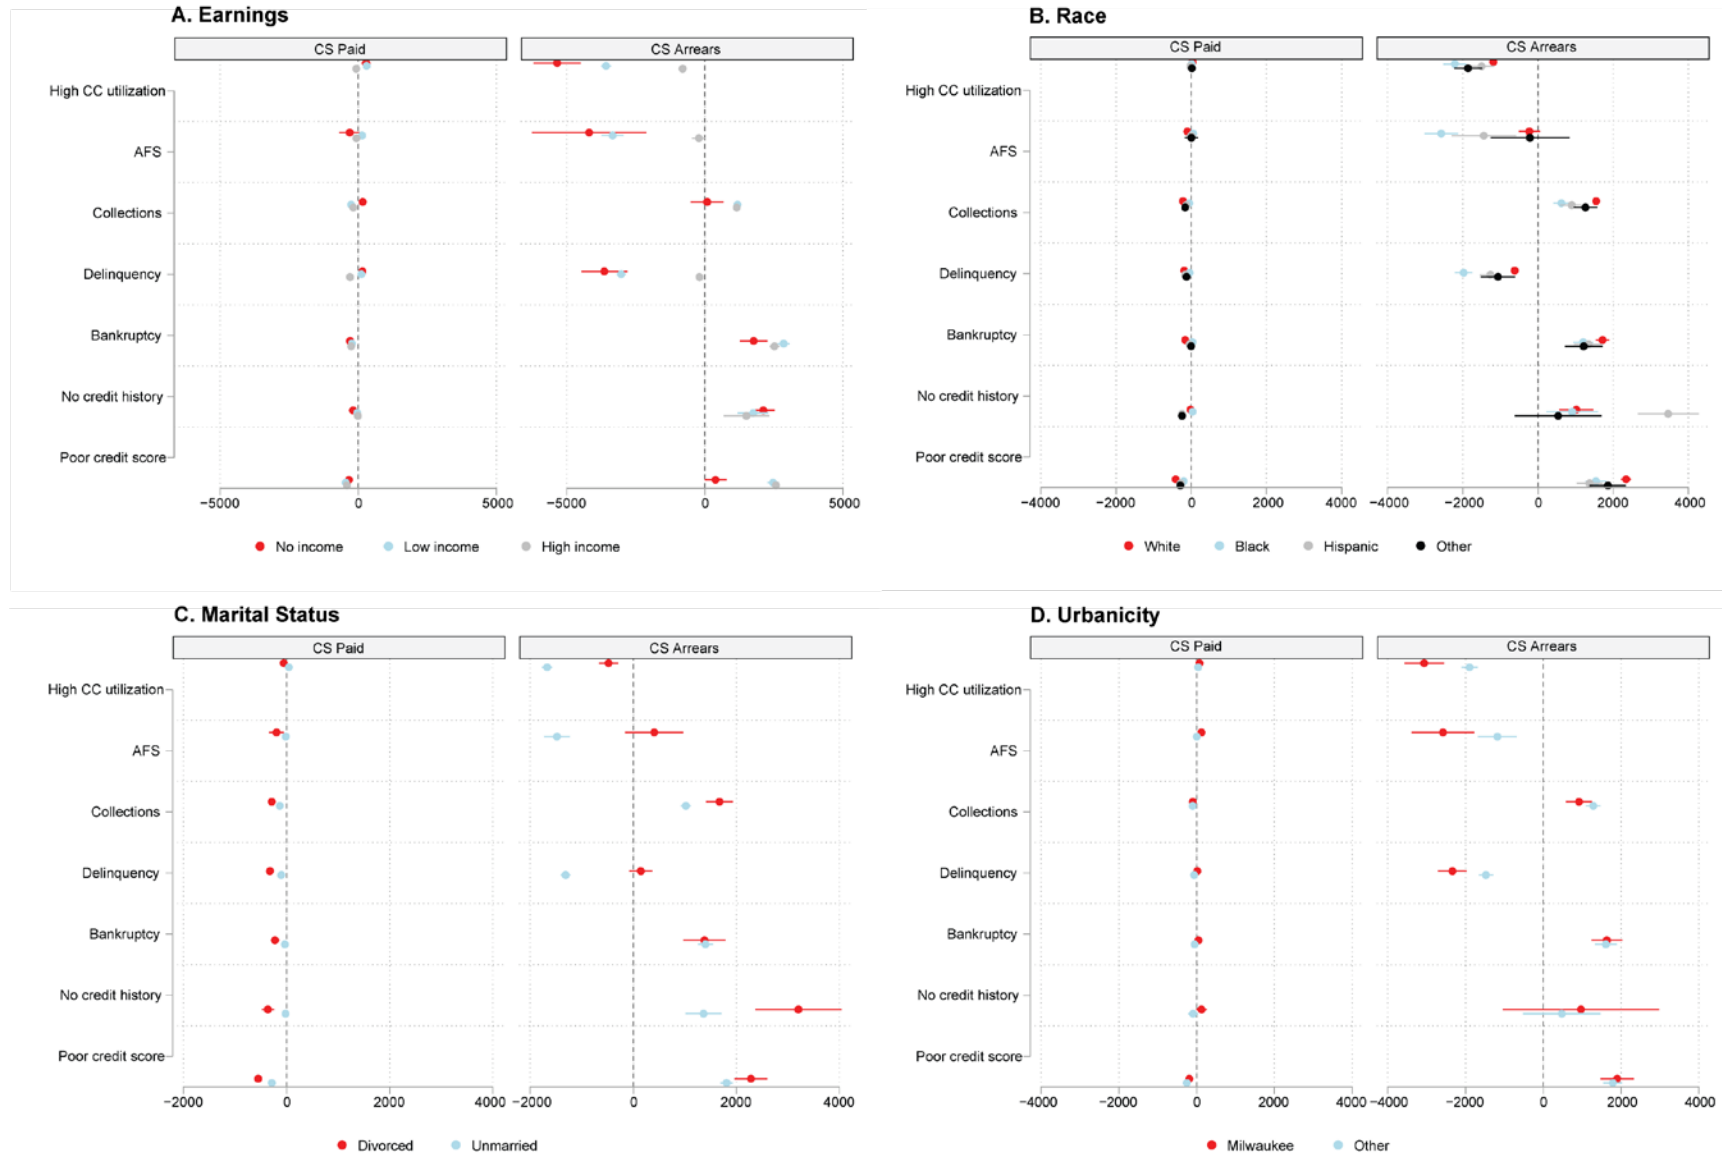 A. Earnings
CS Paid CS Arrears
High CC utilization
AFS
Collections
Delinquency
Bankruptcy
No credit history
Poor credit score
−5000 0 5000 −5000 0 5000
No income Low income High income
B. Race
CS Paid CS Arrears
High CC utilization
AFS
Collections
Delinquency
Bankruptcy
No credit history
Poor credit score
−4000 −2000 0 2000 4000 −4000 −2000 0 2000 4000
White Black Hispanic Other
C. Marital Status
CS Paid CS Arrears
High CC utilization
AFS
Collections
Delinquency
Bankruptcy
No credit history
Poor credit score
−2000 0 2000 4000 −2000 0 2000 4000
Divorced Unmarried
D. Urbanicity
CS Paid CS Arrears
High CC utilization
AFS
Collections
Delinquency
Bankruptcy
No credit history
Poor credit score
−4000 −2000 0 2000 4000 −4000 −2000 0 2000 4000
Milwaukee Other